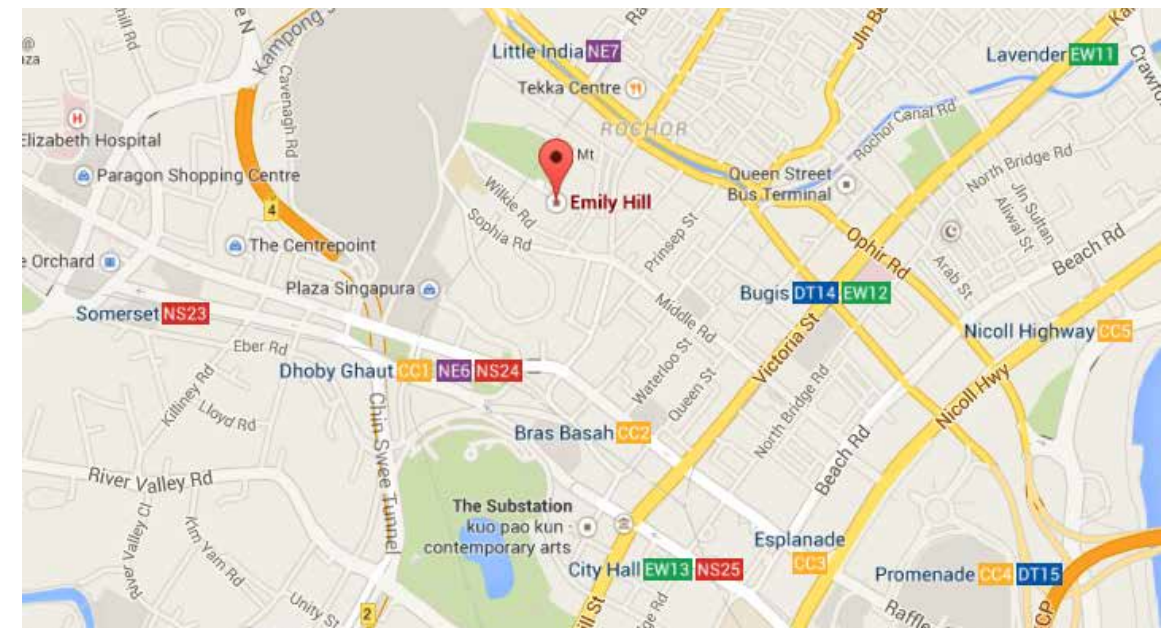 Kampong
Cavenagh Rd
Little India NE7
Tekka Centre
Lavender EW11
ROCHOR
Rochor Canal Rd
H
Elizabeth Hospital
Paragon Shopping Centre
4
Mt
Emily Hill
Wilkie Rd
Sophia Rd
Prinsep St
Queen Street
Bus Terminal
North Bridge Rd
Jln Sultan
Aliwal St
Arab St
Beach Rd
Ophir Rd
The Centrepoint
e Orchard
Plaza Singapura
Somerset NS23
Bugis DT14 EW12
Middle Rd
Victoria St
Nicoll Highway CC5
Eber Rd
Dhoby Ghaut CC1 NE6 NS24
Killiney Rd
Lloyd Rd
Waterloo St
Queen St
North Bridge Rd
Nicoll Hwy
Chin Swee Tunnel
Bras Basah CC2
Beach Rd
River Valley Rd
River Valley Cl
Kim Yam Rd
Unity St
2
The Substation
kuo pao kun
contemporary arts
City Hall EW13 NS25
Esplanade
CC3
Promenade CC4 DT15